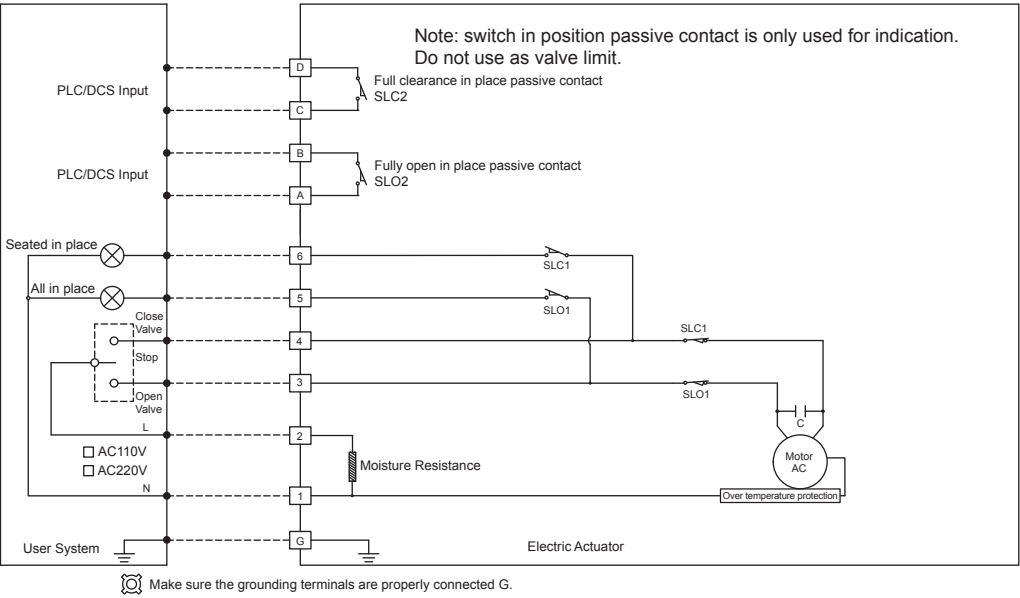 Note: switch in position passive contact is only used for indication.
Do not use as valve limit.
D
Full clearance in place passive contact
SLC2
PLC/DCS Input
C
B
Fully open in place passive contact
SLO2
PLC/DCS Input
A
Seated in place
6
SLC1
All in place
5
SLO1
Close
Valve
4
SLC1
Stop
3
SLO1
Open
Valve
C
L
2
AC110V
AC220V
Moisture Resistance
Motor
AC
N
1
Over temperature protection
G
User System
Electric Actuator
Make sure the grounding terminals are properly connected G.